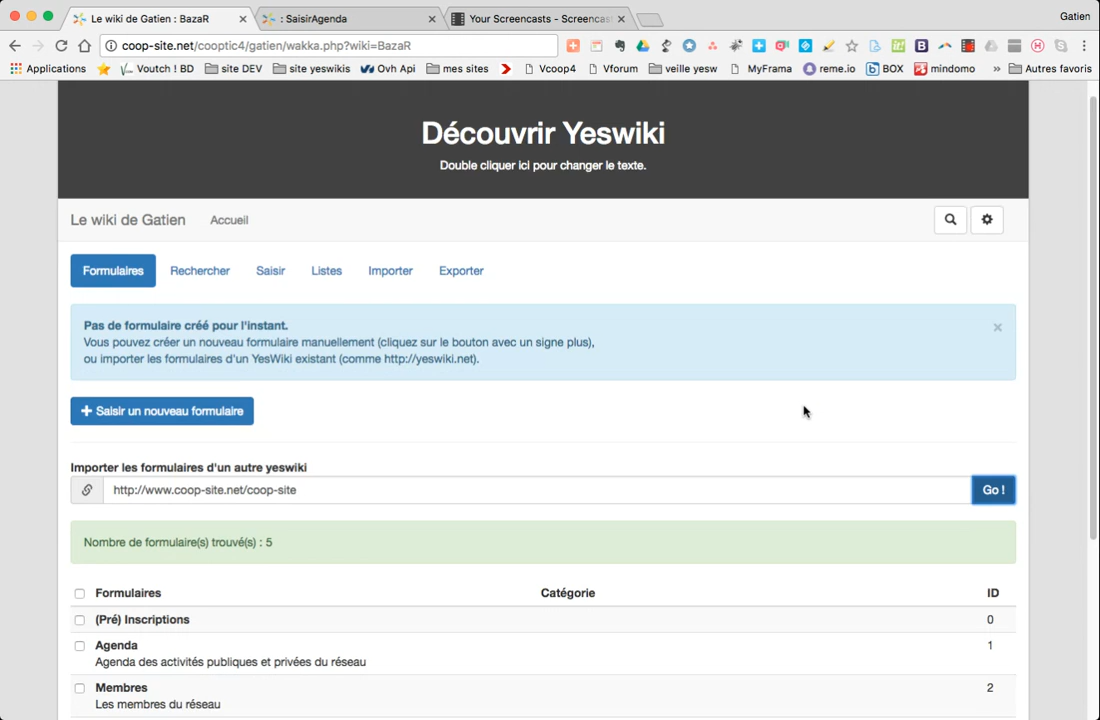 Le wiki de Gatien : BazaR
: SaisirAgenda
Your Screencasts - Screencas
Gatien
coop-site.net/cooptic4/gatien/wakka.php?wiki=BazaR
Applications
Voutch ! BD
site DEV
site yeswikis
Ovh Api
mes sites
Vcoop4
Vforum
veille yesw
MyFrama
reme.io
BOX
mindomo
»
Autres favoris
Découvrir Yeswiki
Double cliquer ici pour changer le texte.
Le wiki de Gatien
Accueil
Formulaires
Rechercher
Saisir
Listes
Importer
Exporter
Pas de formulaire créé pour l'instant.
Vous pouvez créer un nouveau formulaire manuellement (cliquez sur le bouton avec un signe plus),
ou importer les formulaires d'un YesWiki existant (comme http://yeswiki.net).
×
+ Saisir un nouveau formulaire
Importer les formulaires d'un autre yeswiki
http://www.coop-site.net/coop-site
Go !
Nombre de formulaire(s) trouvé(s) : 5
Formulaires Catégorie ID
(Pré) Inscriptions 0
Agenda 1
Agenda des activités publiques et privées du réseau
Membres 2
Les membres du réseau